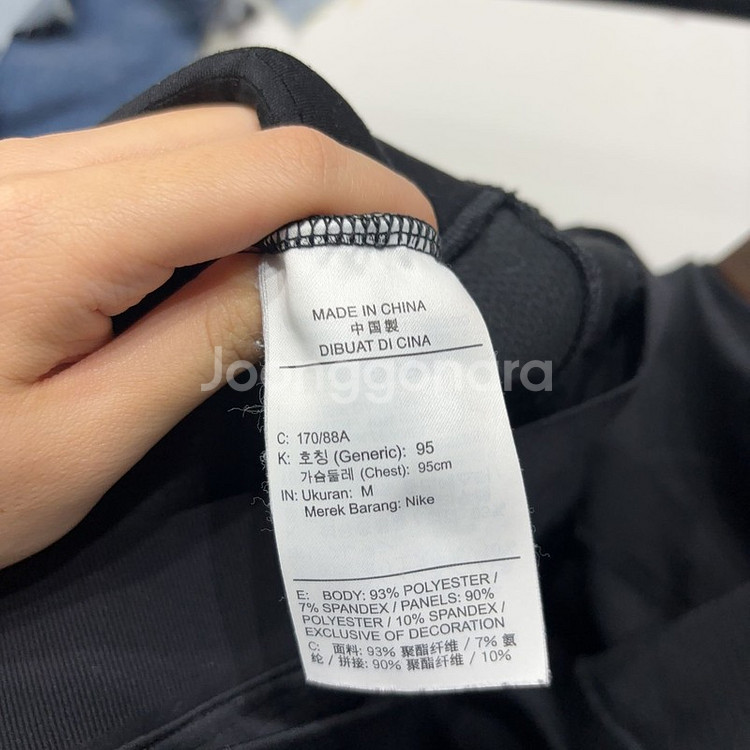 MADE IN CHINA
中国製
DIBUAT DI CINA
Joonggonara
C: 170/88A
K: 호칭 (Generic): 95
가슴둘레 (Chest): 95cm
IN: Ukuran: M
Merek Barang: Nike
E: BODY: 93% POLYESTER /
7% SPANDEX / PANELS: 90%
POLYESTER / 10% SPANDEX /
EXCLUSIVE OF DECORATION
C: 面料: 93% 聚酯纤维 / 7% 氨
纶 / 拼接: 90% 聚酯纤维 / 10%